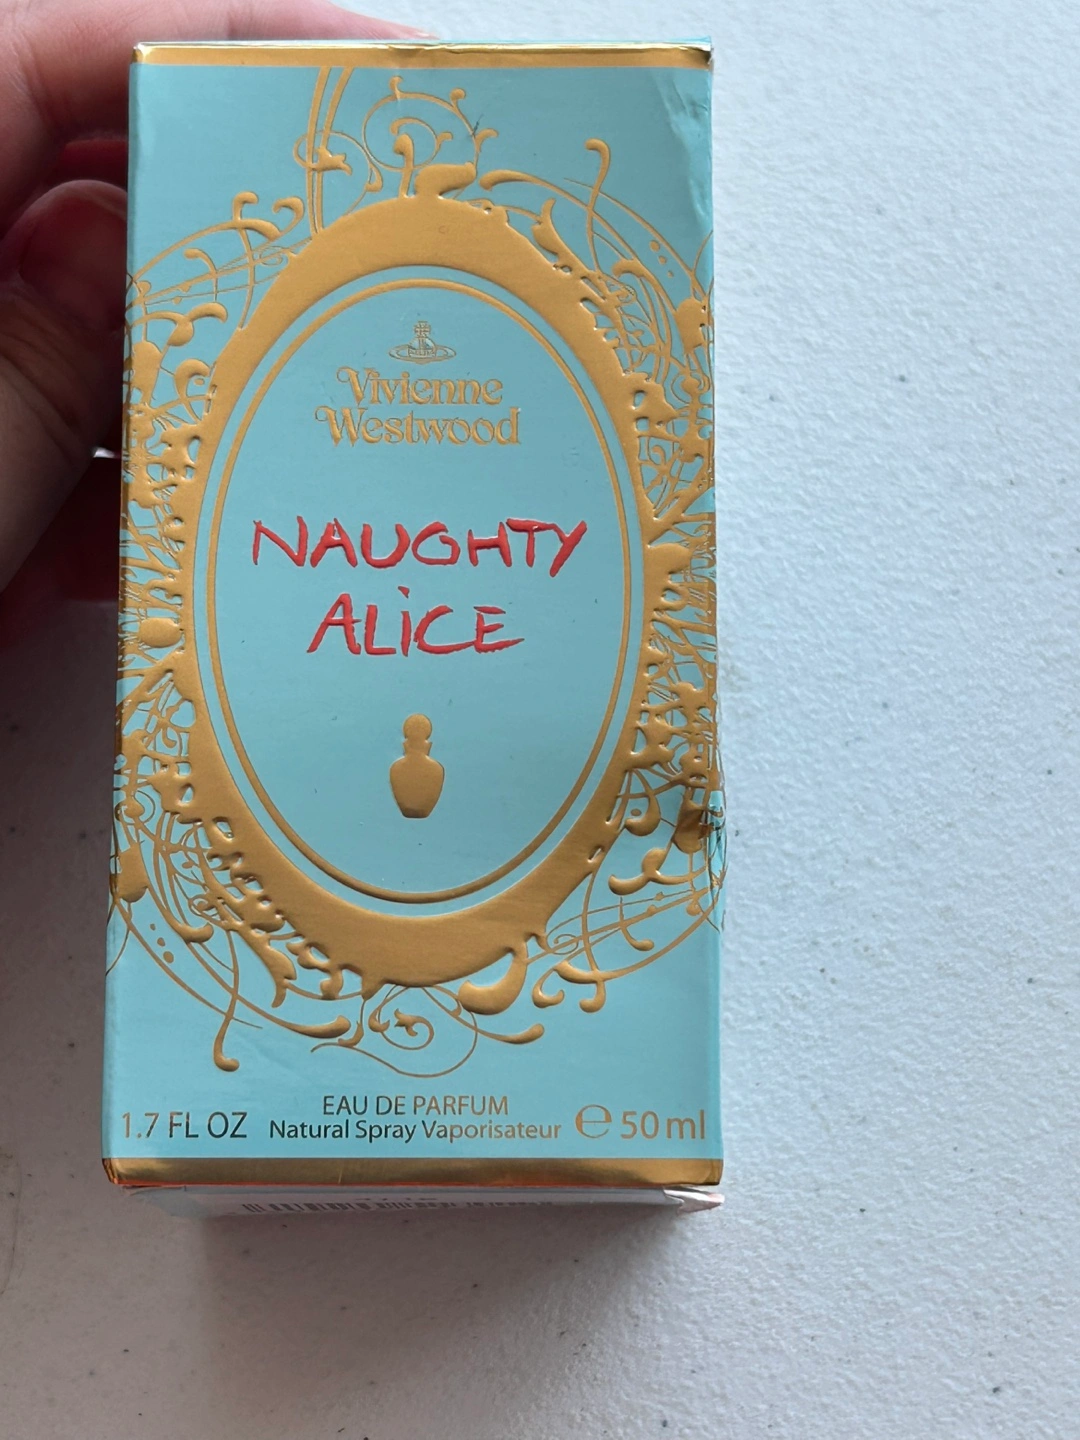 Vivienne
Westwood
NAUGHTY
ALiCE
EAU DE PARFUM
1.7 FL OZ Natural Spray Vaporisateur ℮ 50 ml